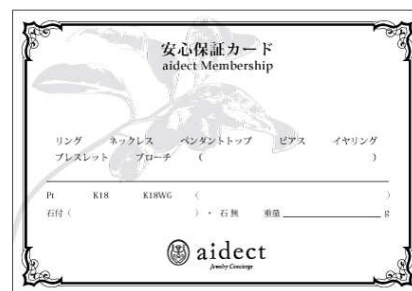 安心保証カード
aidect Membership
リング ネックレス ペンダントトップ ピアス イヤリング
ブレスレット ブローチ ( )
Pt K18 K18WG ( )
石付 ( ) ・ 石無 重量 g
aidect
Jewelry Concierge